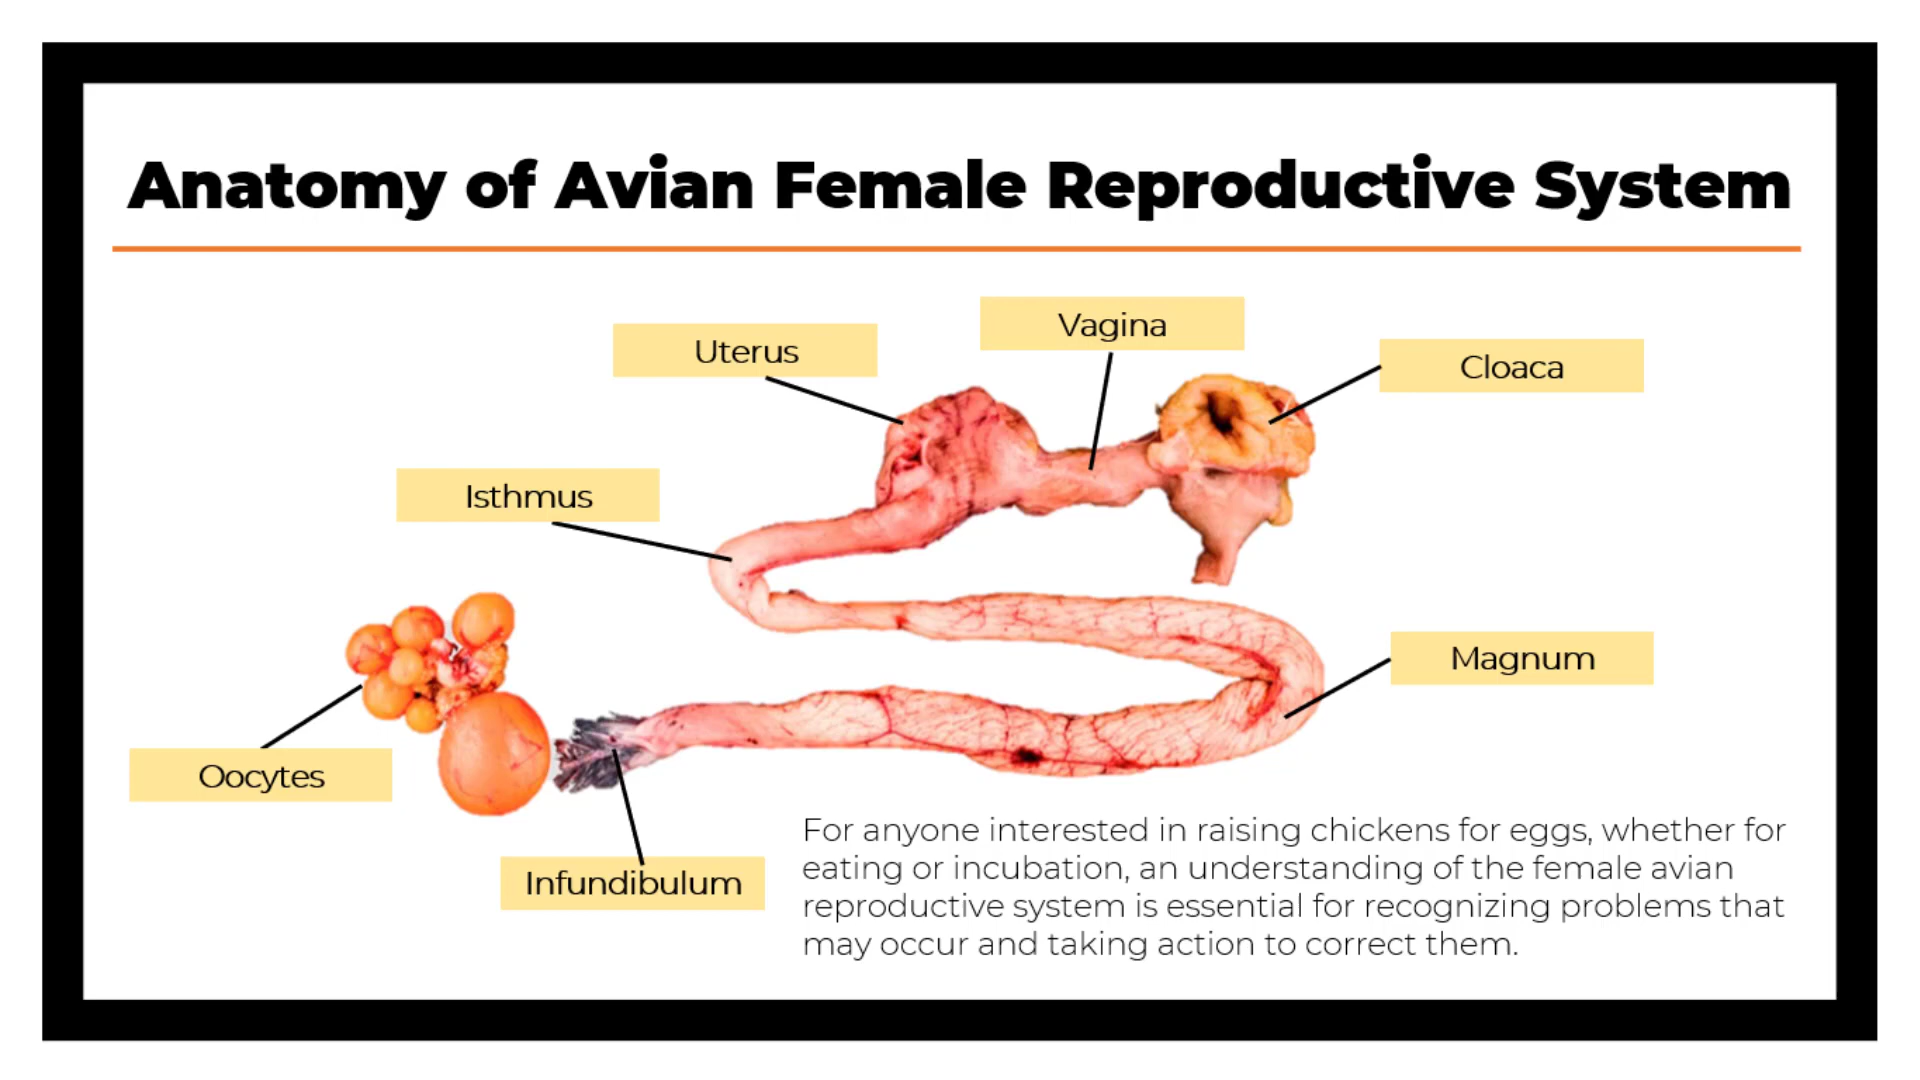 Anatomy of Avian Female Reproductive System
Vagina
Uterus
Cloaca
Isthmus
Magnum
Oocytes
Infundibulum
For anyone interested in raising chickens for eggs, whether for
eating or incubation, an understanding of the female avian
reproductive system is essential for recognizing problems that
may occur and taking action to correct them.